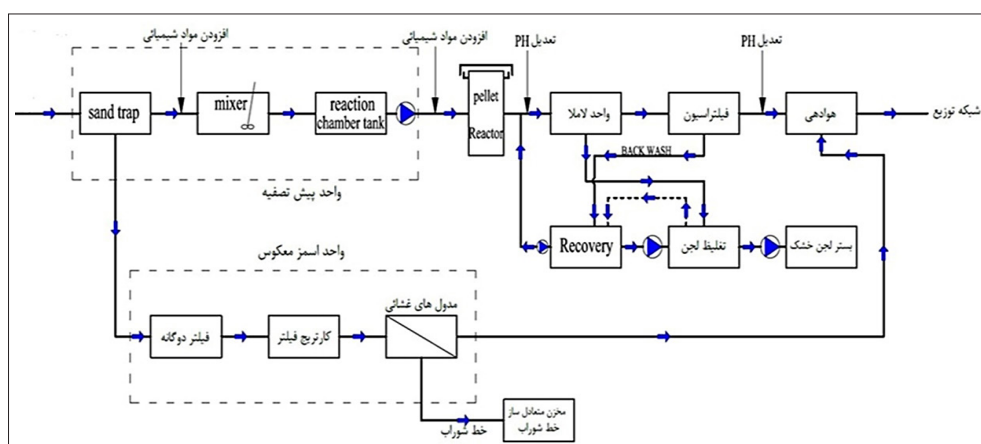 افزودن مواد شیمیائی
افزودن مواد شیمیائی
تعدیل PH
تعدیل PH
sand trap
mixer
reaction
chamber tank
pellet
Reactor
واحد لاملا
فیلتراسیون
هوادهی
شبکه توزیع
BACK WASH
واحد پیش تصفیه
Recovery
تغلیظ لجن
بستر لجن خشک
واحد اسمز معکوس
مدول های غشائی
فیلتر دوگانه
کارتریج فیلتر
خط شوراب
مخزن متعادل ساز
خط شوراب